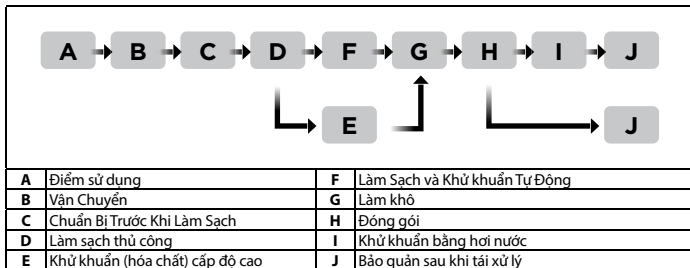 A B C D F G H I J
E J
A Điểm sử dụng F Làm Sạch và Khử khuẩn Tự Động
B Vận Chuyển G Làm khô
C Chuẩn Bị Trước Khi Làm Sạch H Đóng gói
D Làm sạch thủ công I Khử khuẩn bằng hơi nước
E Khử khuẩn (hóa chất) cấp độ cao J Bảo quản sau khi tái xử lý